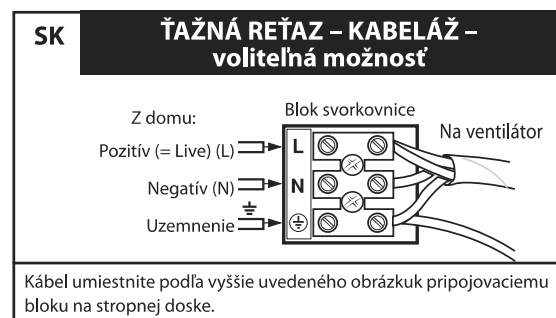 SK
ŤAŽNÁ REŤAZ – KABELÁŽ –
voliteľná možnosť
Z domu:
Blok svorkovnice
Na ventilátor
Pozitív (= Live) (L)
L
Negatív (N)
N
Uzemnenie
Kábel umiestnite podľa vyššie uvedeného obrázkuk pripojovaciemu
bloku na stropnej doske.